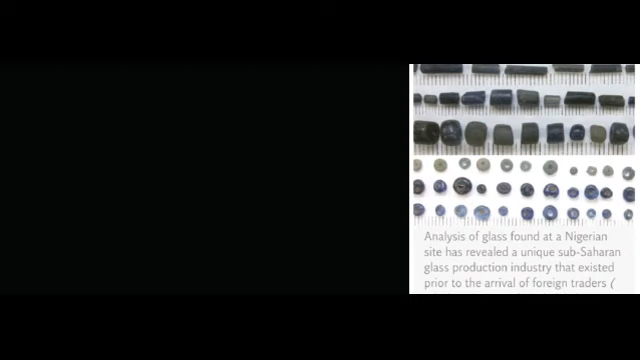 Analysis of glass found at a Nigerian
site has revealed a unique sub-Saharan
glass production industry that existed
prior to the arrival of foreign traders (